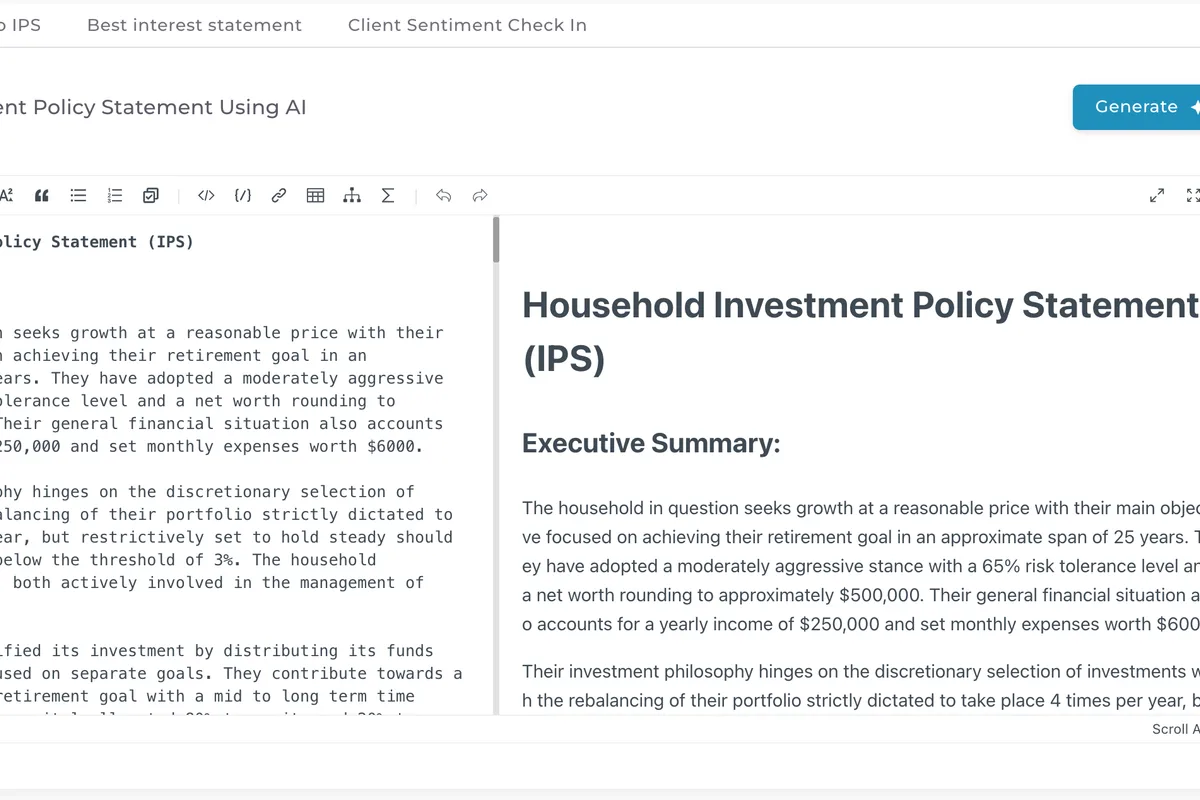 o IPS Best interest statement Client Sentiment Check In
ent Policy Statement Using AI
Generate
olicy Statement (IPS)
n seeks growth at a reasonable price with their
n achieving their retirement goal in an
ears. They have adopted a moderately aggressive
olerance level and a net worth rounding to
Their general financial situation also accounts
250,000 and set monthly expenses worth $6000.
phy hinges on the discretionary selection of
alancing of their portfolio strictly dictated to
ear, but restrictively set to hold steady should
below the threshold of 3%. The household
both actively involved in the management of
ified its investment by distributing its funds
used on separate goals. They contribute towards a
retirement goal with a mid to long term time
Household Investment Policy Statement
(IPS)
Executive Summary:
The household in question seeks growth at a reasonable price with their main objec
ve focused on achieving their retirement goal in an approximate span of 25 years. T
ey have adopted a moderately aggressive stance with a 65% risk tolerance level an
a net worth rounding to approximately $500,000. Their general financial situation a
o accounts for a yearly income of $250,000 and set monthly expenses worth $600
Their investment philosophy hinges on the discretionary selection of investments w
h the rebalancing of their portfolio strictly dictated to take place 4 times per year, b
Scroll A